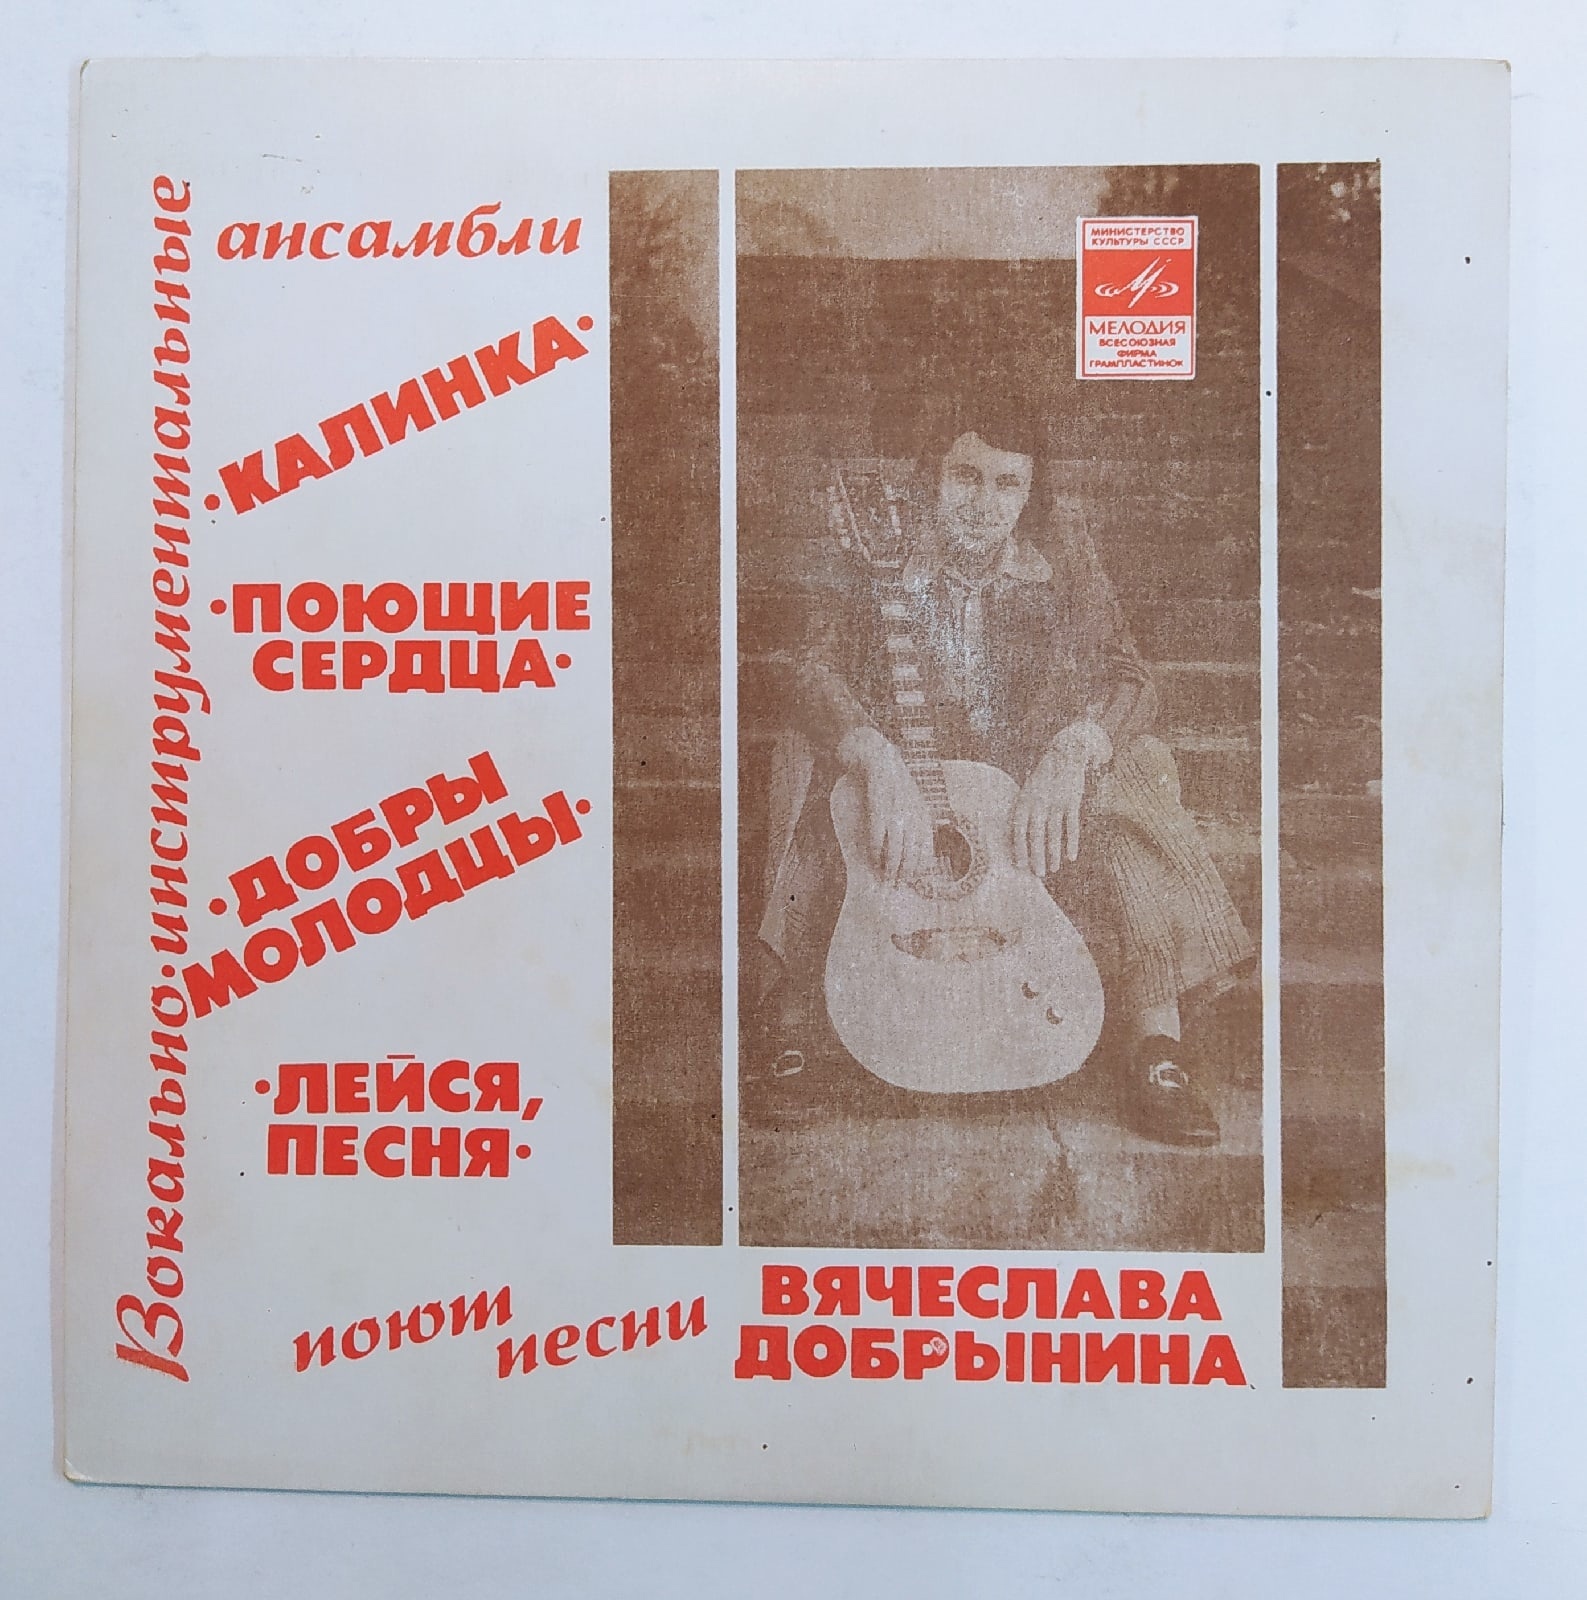 Вокально-инструментальные
ансамбли
·КАЛИНКА·
·ПОЮЩИЕ
СЕРДЦА·
·ДОБРЫ
МОЛОДЦЫ·
·ЛЕЙСЯ,
ПЕСНЯ·
поют
песни
ВЯЧЕСЛАВА
ДОБРЫНИНА
МИНИСТЕРСТВО
КУЛЬТУРЫ СССР
МЕЛОДИЯ
ВСЕСОЮЗНАЯ
ФИРМА
ГРАМПЛАСТИНОК